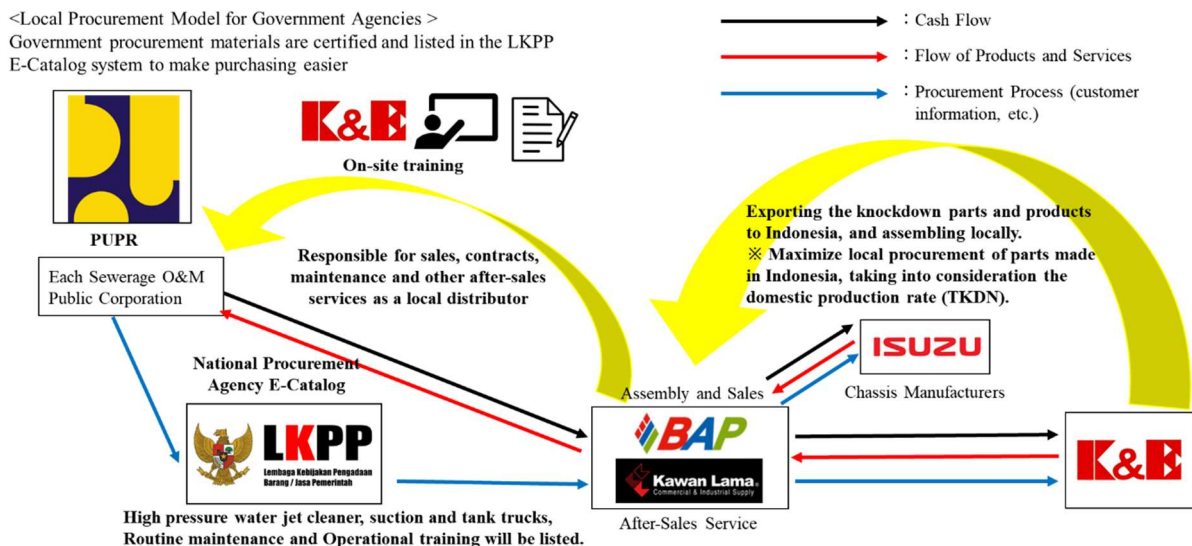 <Local Procurement Model for Government Agencies >
Government procurement materials are certified and listed in the LKPP
E-Catalog system to make purchasing easier
: Cash Flow
: Flow of Products and Services
: Procurement Process (customer
information, etc.)
K&E
On-site training
PUPR
Each Sewerage O&M
Public Corporation
Responsible for sales, contracts,
maintenance and other after-sales
services as a local distributor
Exporting the knockdown parts and products
to Indonesia, and assembling locally.
※ Maximize local procurement of parts made
in Indonesia, taking into consideration the
domestic production rate (TKDN).
ISUZU
Chassis Manufacturers
National Procurement
Agency E-Catalog
LKPP
Lembaga Kebijakan Pengadaan
Barang / Jasa Pemerintah
High pressure water jet cleaner, suction and tank trucks,
Routine maintenance and Operational training will be listed.
Assembly and Sales
BAP
Kawan Lama®
Commercial & Industrial Supply
After-Sales Service
K&E